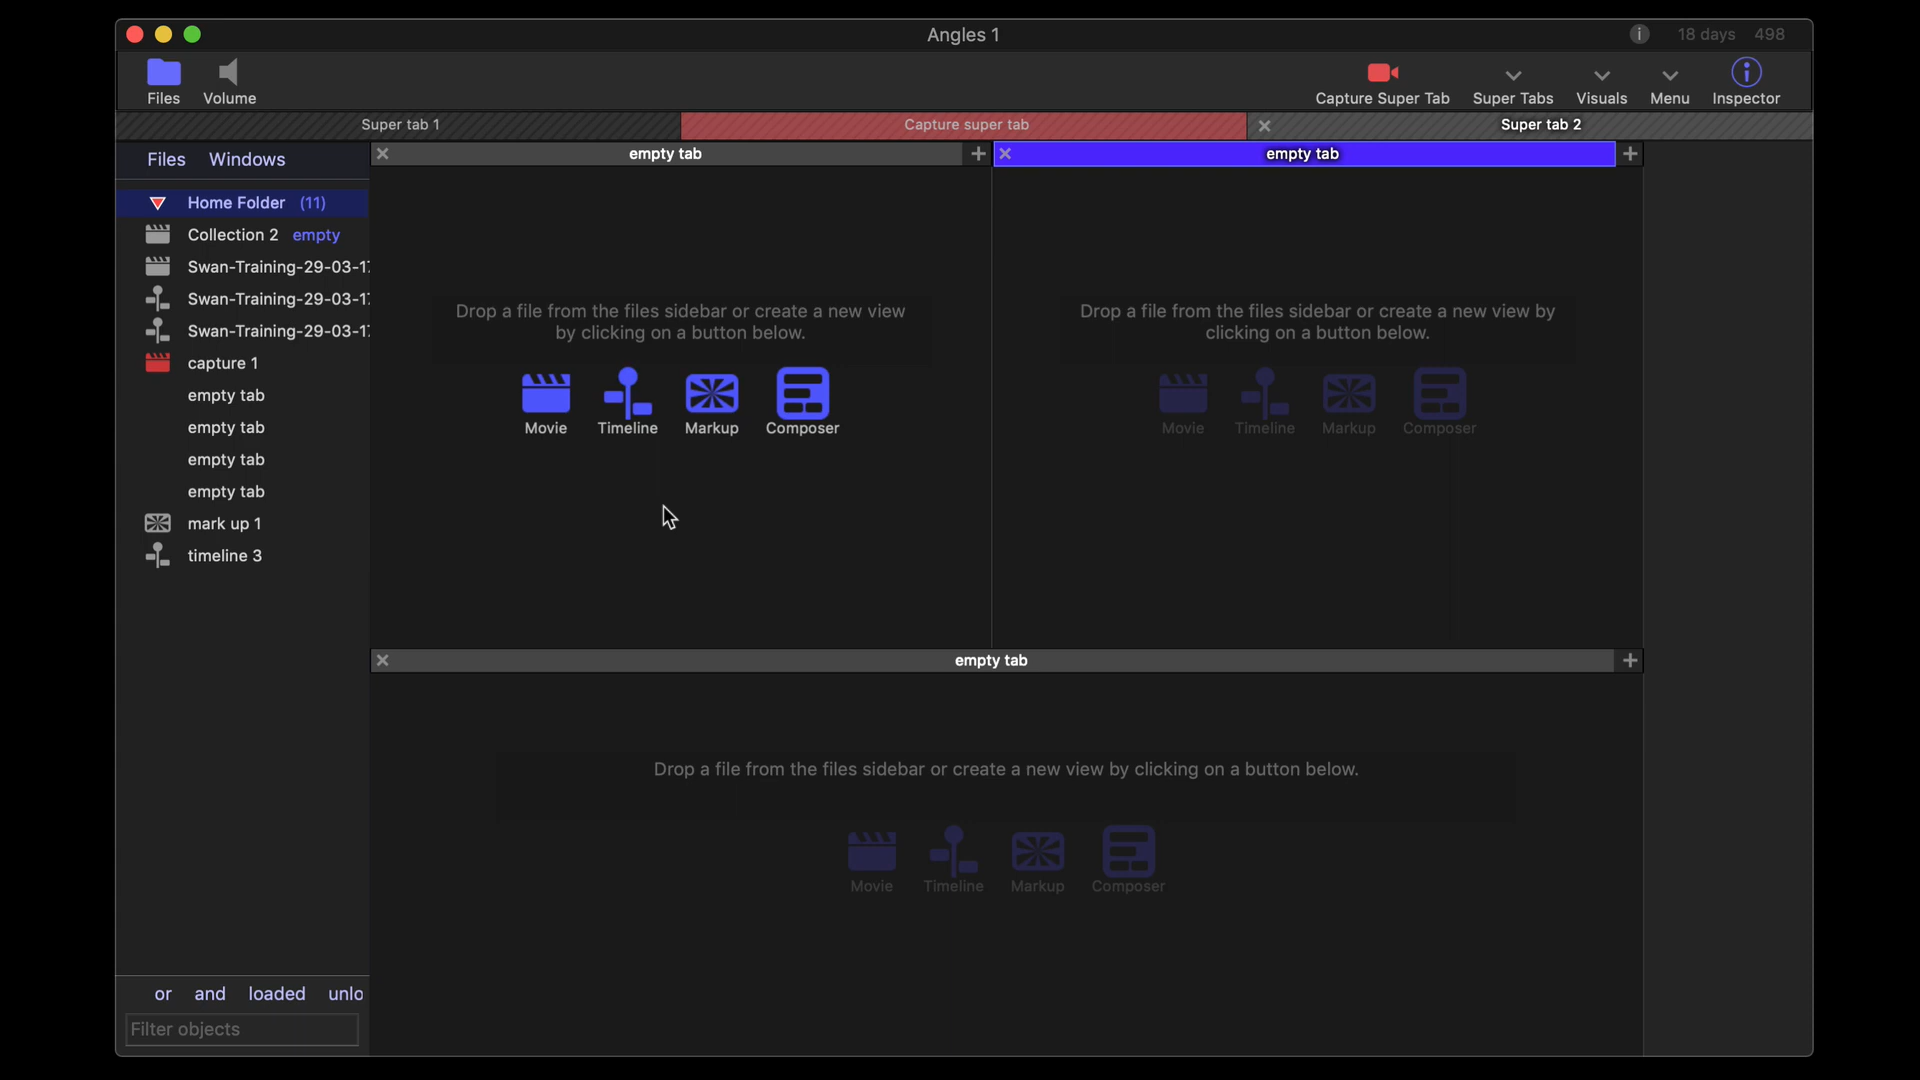 Angles 1
18 days 498
Files
Volume
Capture Super Tab
Super Tabs
Visuals
Menu
Inspector
Super tab 1
Capture super tab
Super tab 2
Files
Windows
empty tab
empty tab
Home Folder (11)
Collection 2 empty
Swan-Training-29-03-17
Swan-Training-29-03-17
Swan-Training-29-03-17
capture 1
empty tab
empty tab
empty tab
empty tab
mark up 1
timeline 3
Drop a file from the files sidebar or create a new view
by clicking on a button below.
Movie
Timeline
Markup
Composer
Drop a file from the files sidebar or create a new view by
clicking on a button below.
Movie
Timeline
Markup
Composer
empty tab
Drop a file from the files sidebar or create a new view by clicking on a button below.
Movie
Timeline
Markup
Composer
or and loaded unlo
Filter objects